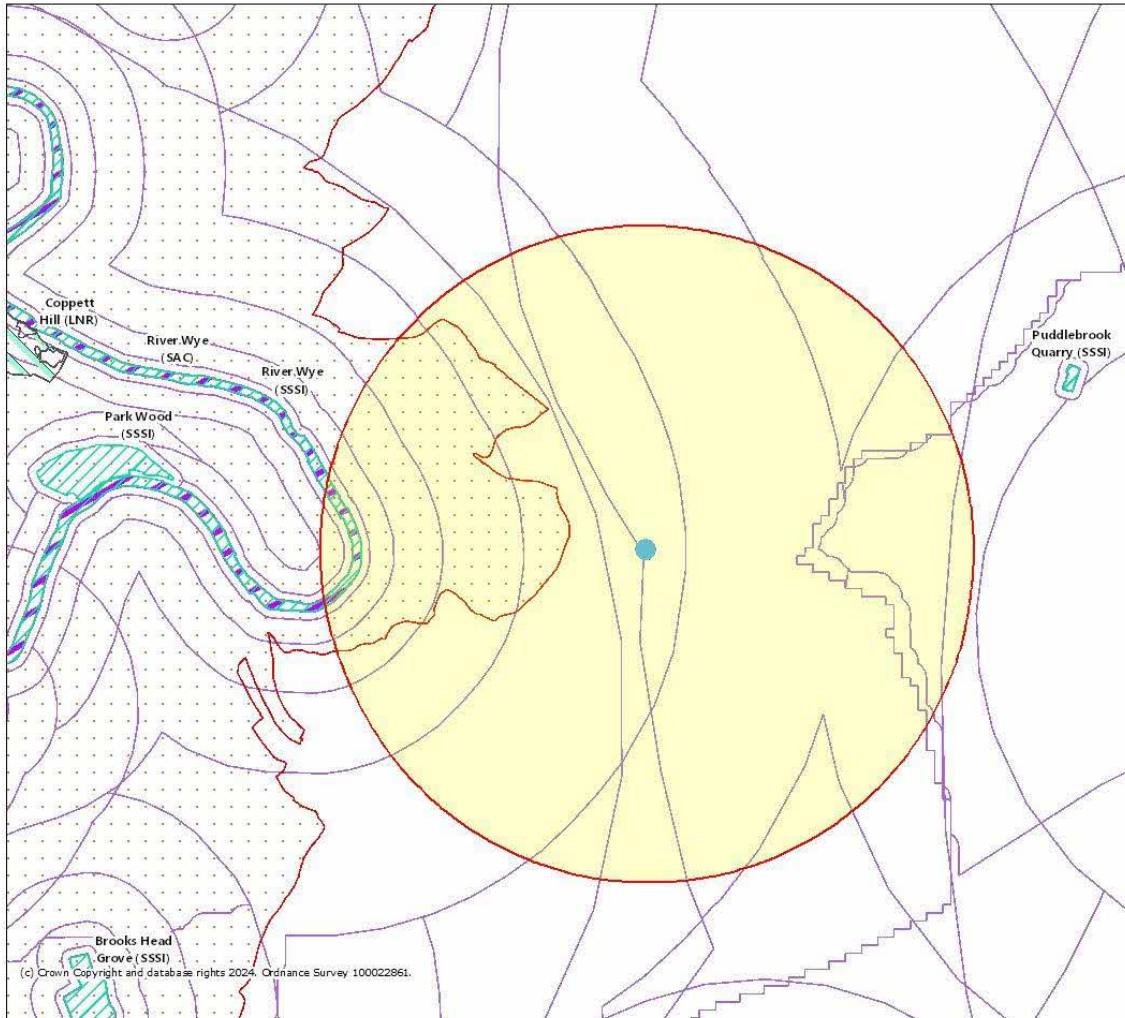 Coppett
Hill (LNR)
River Wye
(SAC)
River Wye
(SSSI)
Park Wood
(SSSI)
Puddlebrook
Quarry (SSSI)
Brooks Head
Grove (SSSI)
(c) Crown Copyright and database rights 2024. Ordnance Survey 100022861.